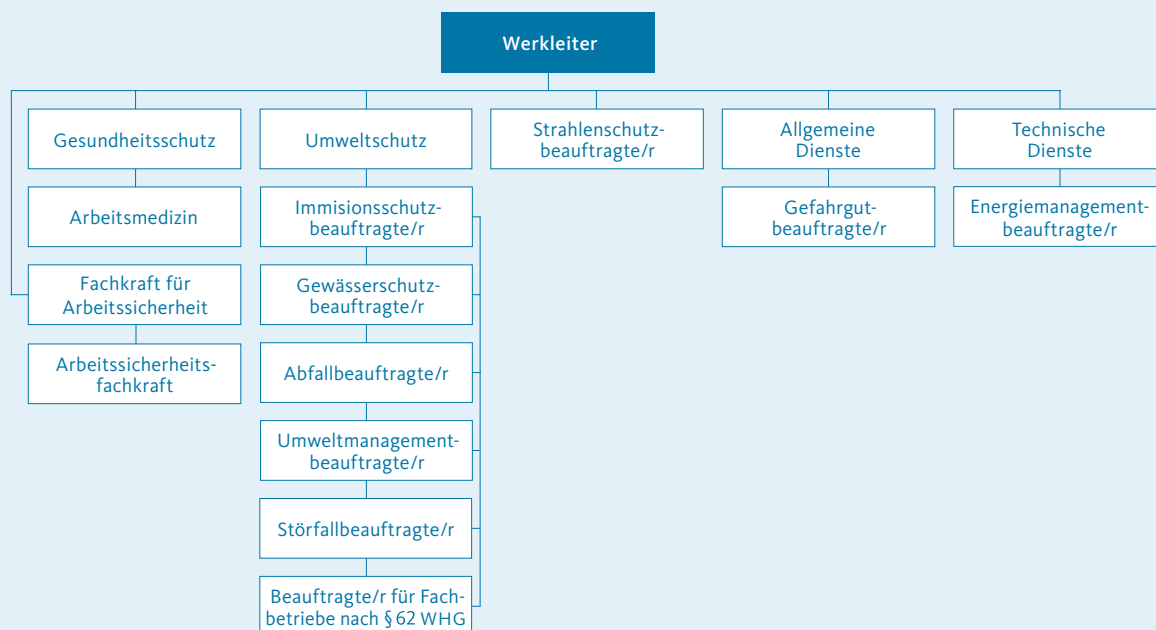 Werkleiter
Gesundheitsschutz
Umweltschutz
Strahlenschutz-
beauftragte/r
Allgemeine
Dienste
Technische
Dienste
Arbeitsmedizin
Immisionsschutz-
beauftragte/r
Gefahrgut-
beauftragte/r
Energiemanagement-
beauftragte/r
Fachkraft für
Arbeitssicherheit
Gewässerschutz-
beauftragte/r
Arbeitssicherheits-
fachkraft
Abfallbeauftragte/r
Umweltmanagement-
beauftragte/r
Störfallbeauftragte/r
Beauftragte/r für Fach-
betriebe nach § 62 WHG